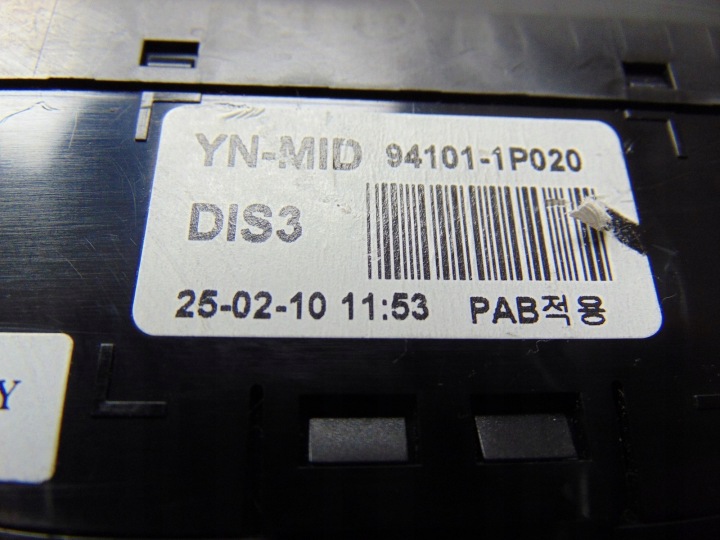 YN-MID 94101-1P020
DIS3
25-02-10 11:53 PAB적용
Y